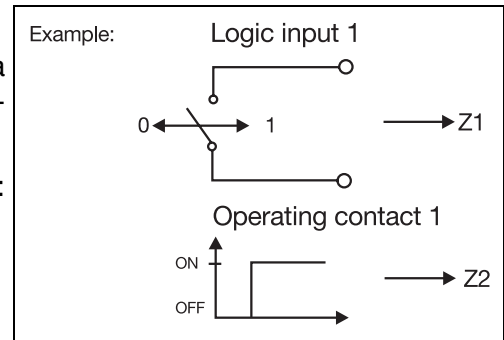 Example:
Logic input 1
a
-
0 1
Z1
:
Operating contact 1
ON
Z2
OFF